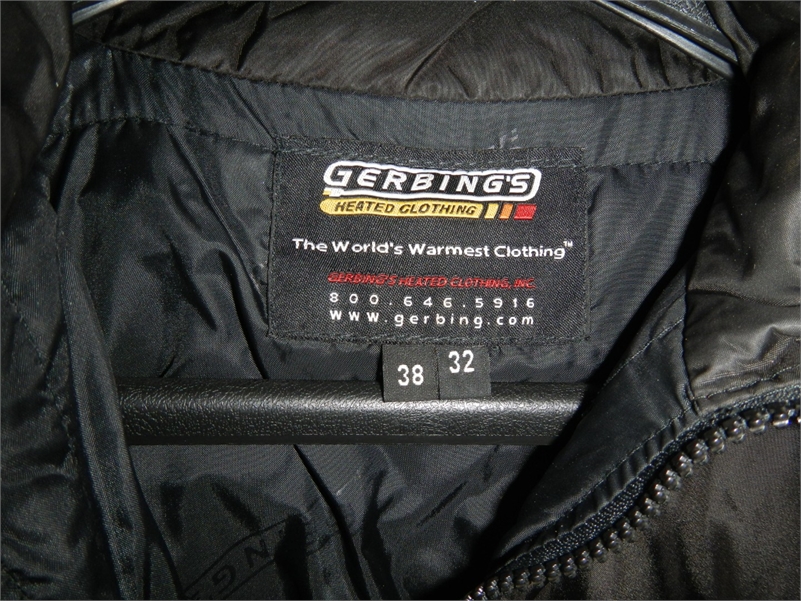 GERBING'S
HEATED CLOTHING
The World's Warmest Clothing™
GERBING'S HEATED CLOTHING, INC.
800.646.5916
www.gerbing.com
38 32